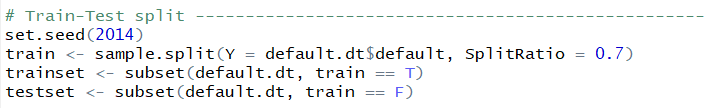 # Train-Test split ---------------------------------------------------
set.seed(2014)
train <- sample.split(Y = default.dt$default, SplitRatio = 0.7)
trainset <- subset(default.dt, train == T)
testset <- subset(default.dt, train == F)